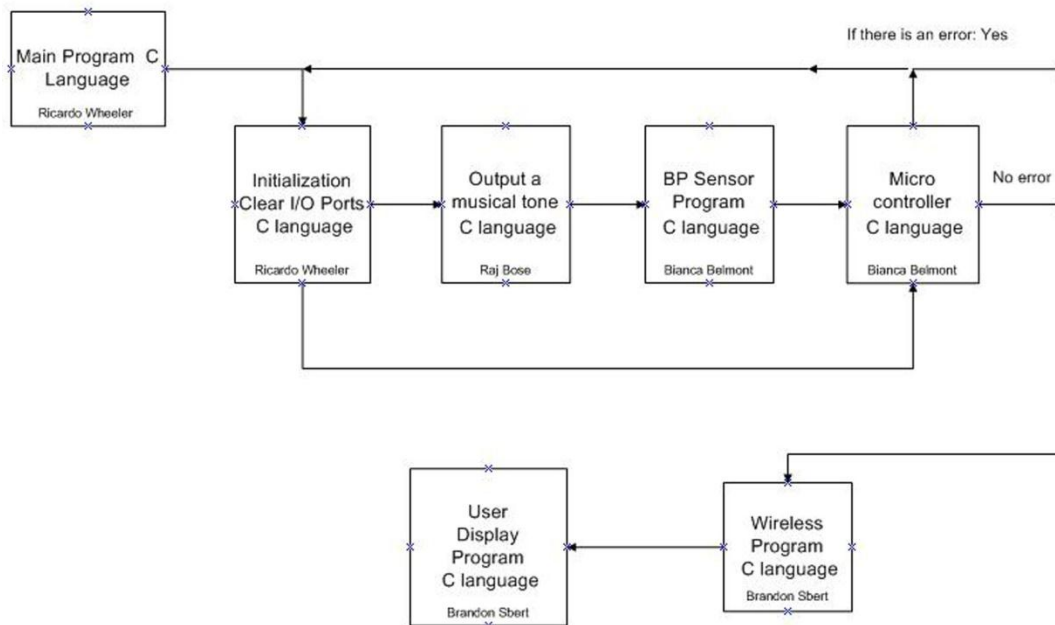 If there is an error: Yes
Main Program C
Language
Ricardo Wheeler
Initialization
Clear I/O Ports
C language
Ricardo Wheeler
Output a
musical tone
C language
Raj Bose
BP Sensor
Program
C language
Bianca Belmont
Micro
controller
C language
Bianca Belmont
No error
User
Display
Program
C language
Brandon Sbert
Wireless
Program
C language
Brandon Sbert